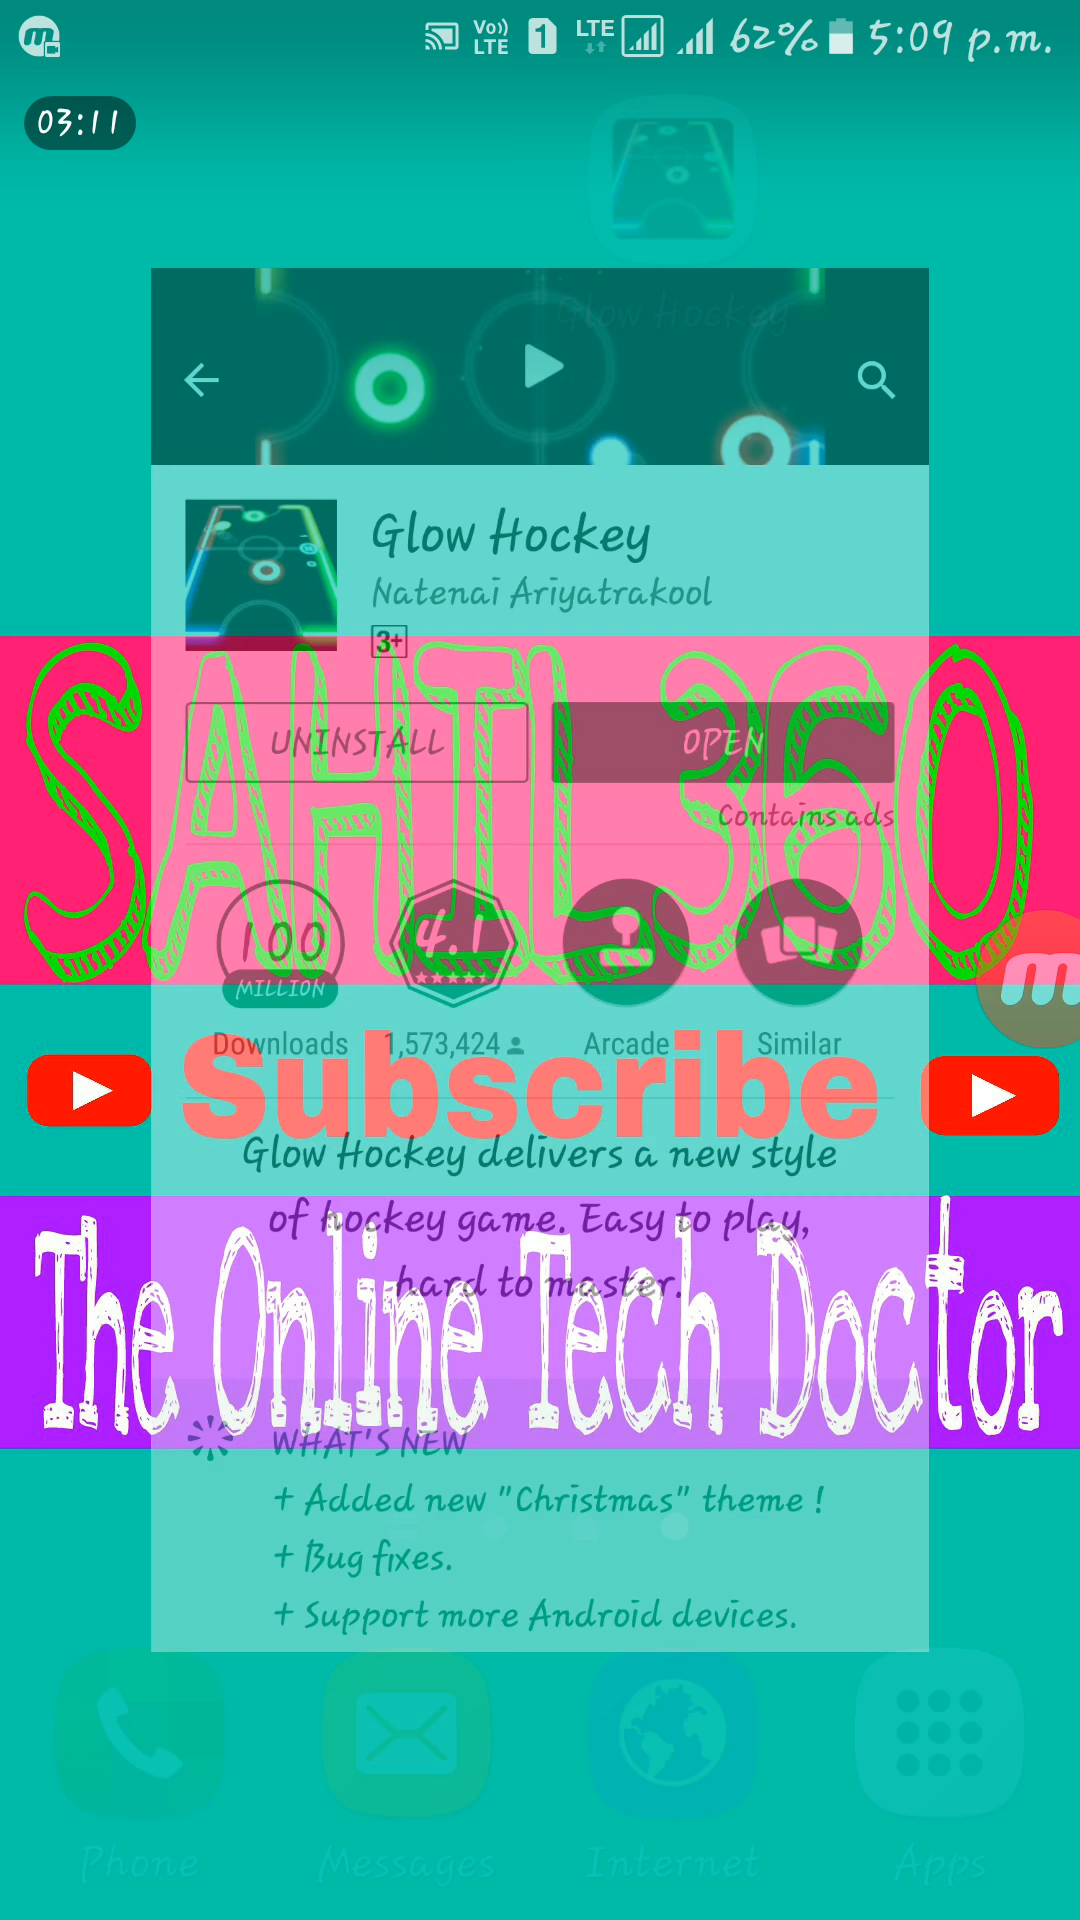 Vo)) LTE 1 LTE 62% 5:09 p.m.
03:11
Glow Hockey
Glow Hockey
Natenai Ariyatrakool
3+
SAHIL360
UNINSTALL OPEN
Contains ads
100 4.1
MILLION
Downloads 1,573,424 Arcade Similar
Subscribe
Glow Hockey delivers a new style
of hockey game. Easy to play,
hard to master.
The Online Tech Doctor
WHAT'S NEW
+ Added new "Christmas" theme !
+ Bug fixes.
+ Support more Android devices.
Phone Messages Internet Apps